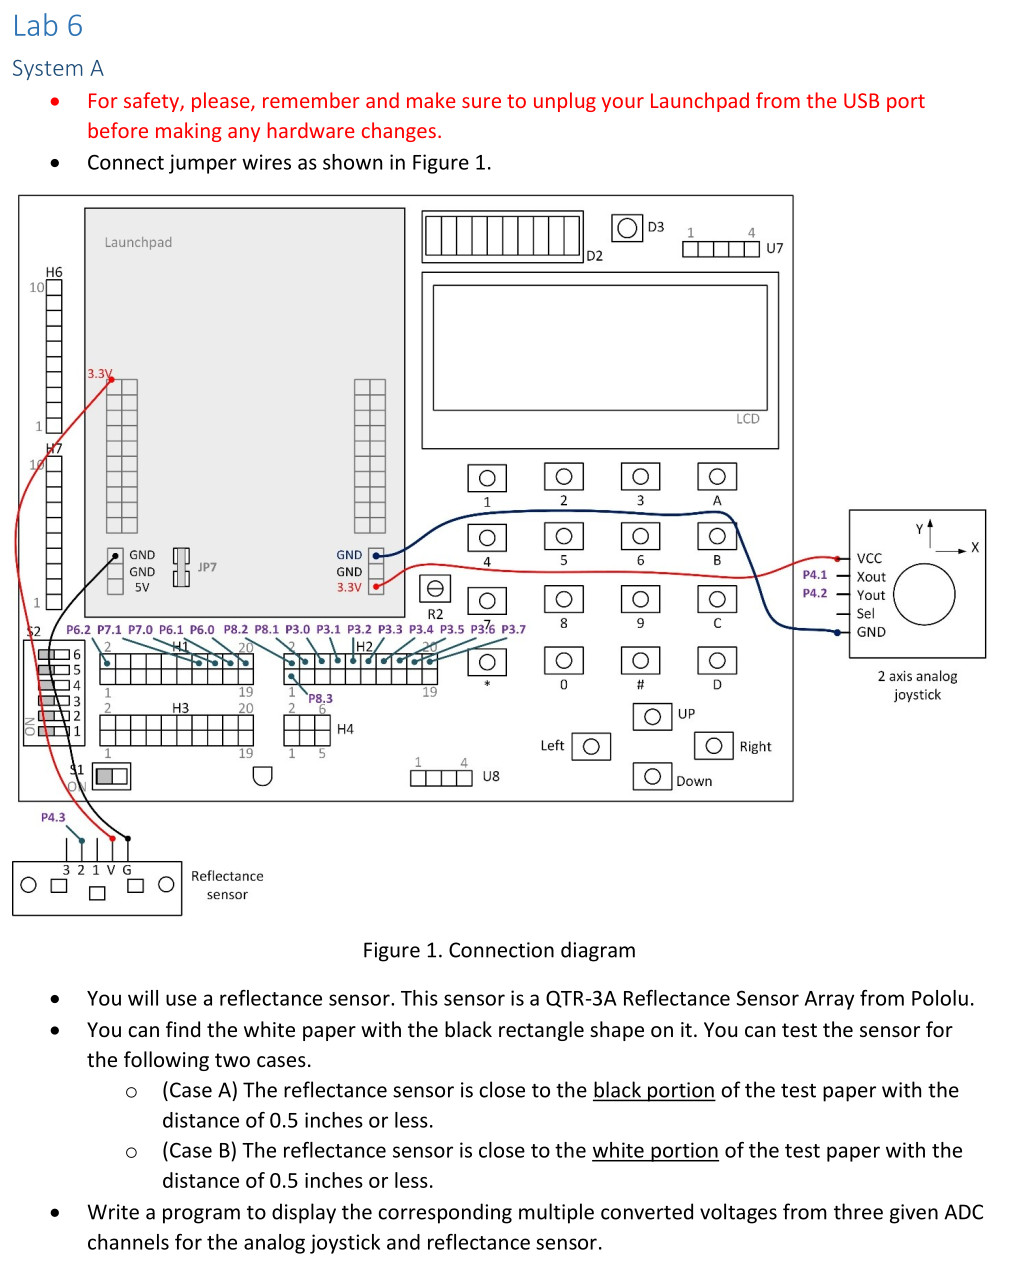 Lab 6
System A
• For safety, please, remember and make sure to unplug your Launchpad from the USB port
before making any hardware changes.
• Connect jumper wires as shown in Figure 1.
Launchpad
D2
D3
1 4
U7
H6
10
1
3.3V
LCD
H7
10
1
1 2 3 A
4 5 6 B
7 8 9 C
* 0 # D
GND
GND
5V
JP7
GND
GND
3.3V
R2
Y
X
VCC
P4.1 Xout
P4.2 Yout
Sel
GND
2 axis analog
joystick
S2
P6.2 P7.1 P7.0 P6.1 P6.0 P8.2 P8.1 P3.0 P3.1 P3.2 P3.3 P3.4 P3.5 P3.6 P3.7
2 H1 20 2 H2 20
6
5
4
3
2
1
ON
1 19 1 P8.3 19
2 H3 20 2 6
H4
1 19 1 5
UP
Left
Right
Down
S1
ON
1 4
U8
P4.3
3 2 1 V G
Reflectance
sensor
Figure 1. Connection diagram
• You will use a reflectance sensor. This sensor is a QTR-3A Reflectance Sensor Array from Pololu.
• You can find the white paper with the black rectangle shape on it. You can test the sensor for
the following two cases.
o (Case A) The reflectance sensor is close to the black portion of the test paper with the
distance of 0.5 inches or less.
o (Case B) The reflectance sensor is close to the white portion of the test paper with the
distance of 0.5 inches or less.
• Write a program to display the corresponding multiple converted voltages from three given ADC
channels for the analog joystick and reflectance sensor.